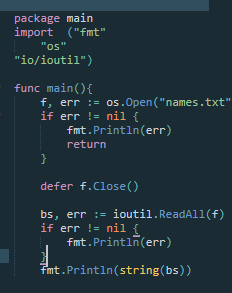 package main
import  ("fmt"
    "os"
"io/ioutil")

func main(){
    f, err := os.Open("names.txt"
    if err != nil {
        fmt.Println(err)
        return
    }

    defer f.Close()

    bs, err := ioutil.ReadAll(f)
    if err != nil {
        fmt.Println(err)
    }
    fmt.Println(string(bs))